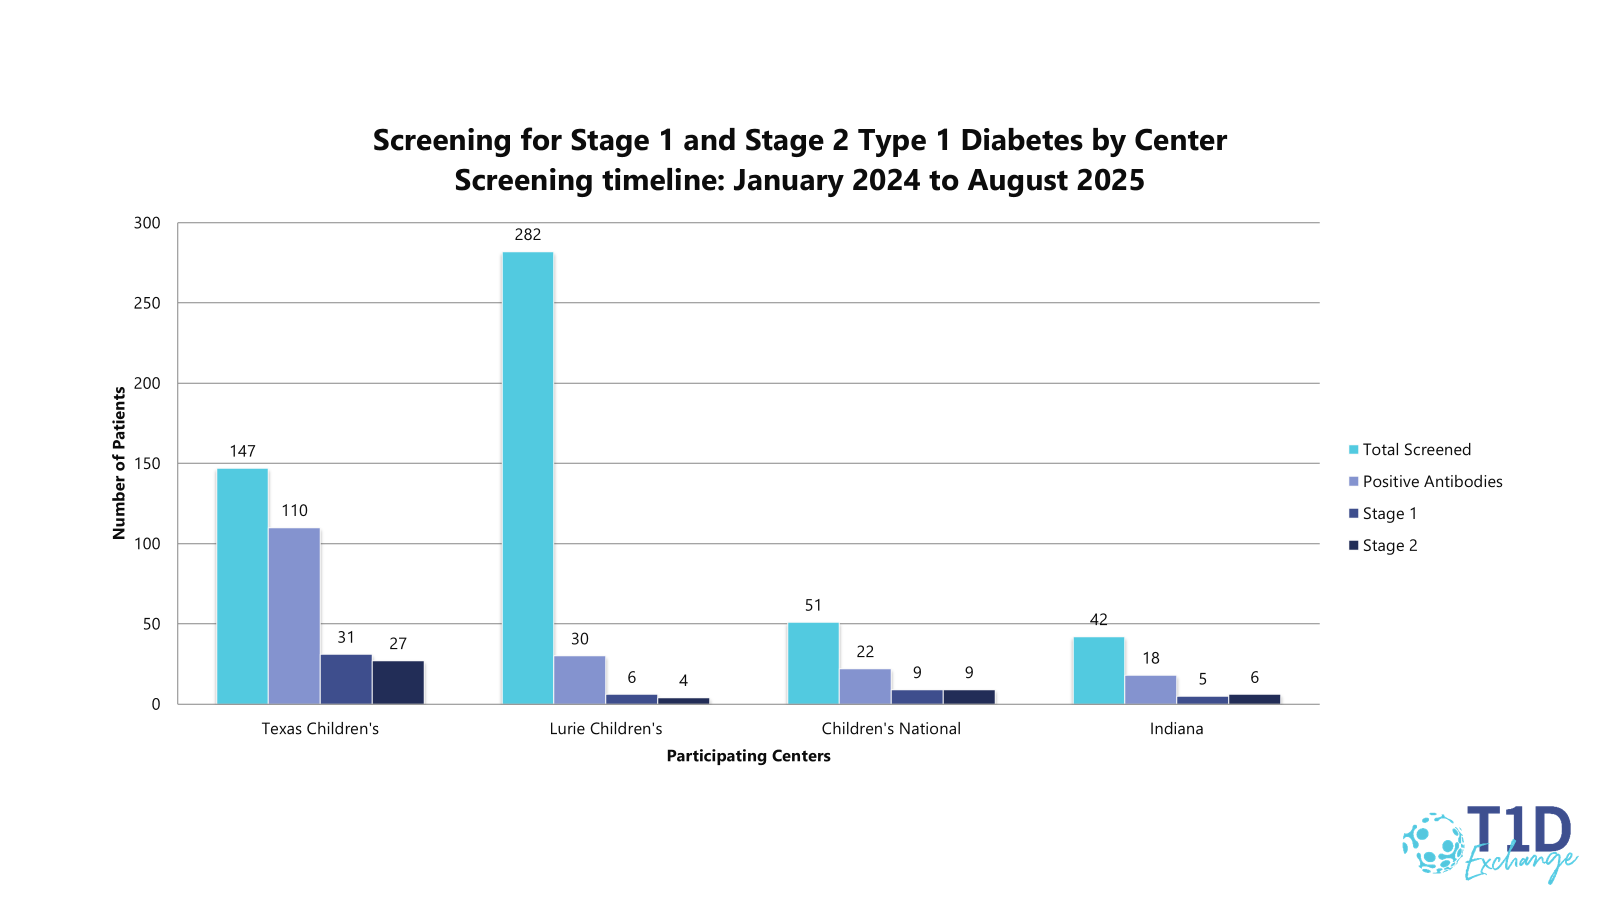 Screening for Stage 1 and Stage 2 Type 1 Diabetes by Center
Screening timeline: January 2024 to August 2025
Number of Patients
300
250
200
150
100
50
0
147
110
31
27
282
30
6
4
51
22
9
9
42
18
5
6
Texas Children's
Lurie Children's
Children's National
Indiana
Participating Centers
Total Screened
Positive Antibodies
Stage 1
Stage 2
T1D
Exchange